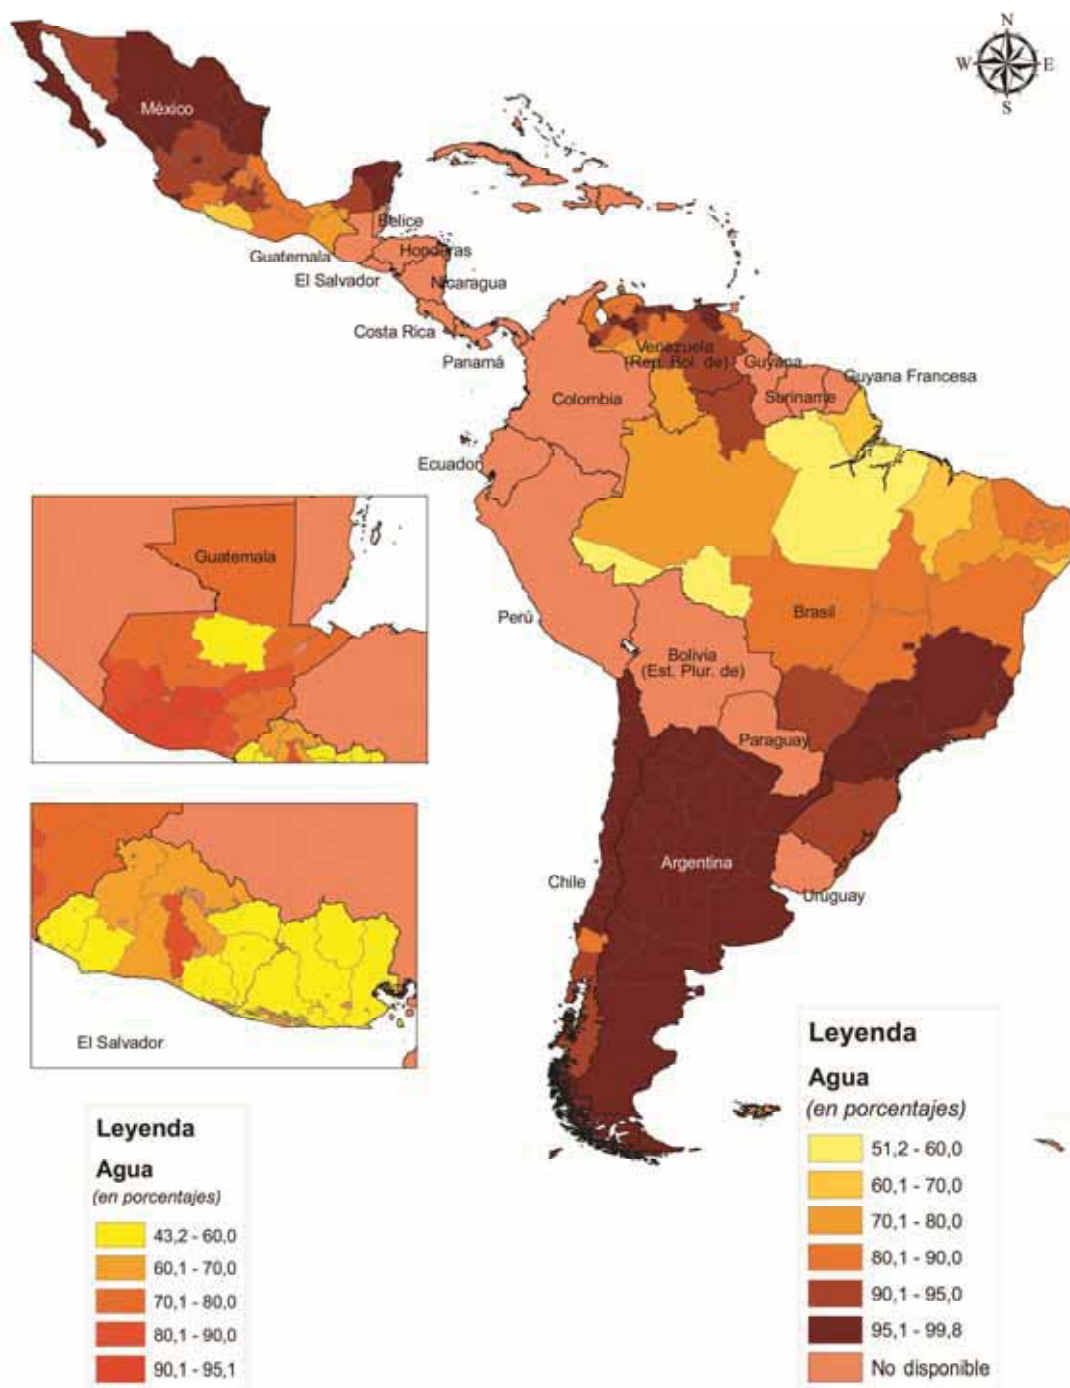 N
W E
S
México
Belice
Honduras
Guatemala
El Salvador
Nicaragua
Costa Rica
Panamá
Venezuela
(Rep. Bol. de)
Guyana
Guyana Francesa
Suriname
Colombia
Ecuador
Guatemala
Perú
Brasil
Bolivia
(Est. Plur. de)
Paraguay
Argentina
Chile
Uruguay
El Salvador
Leyenda
Agua
(en porcentajes)
43,2 - 60,0
60,1 - 70,0
70,1 - 80,0
80,1 - 90,0
90,1 - 95,1
Leyenda
Agua
(en porcentajes)
51,2 - 60,0
60,1 - 70,0
70,1 - 80,0
80,1 - 90,0
90,1 - 95,0
95,1 - 99,8
No disponible